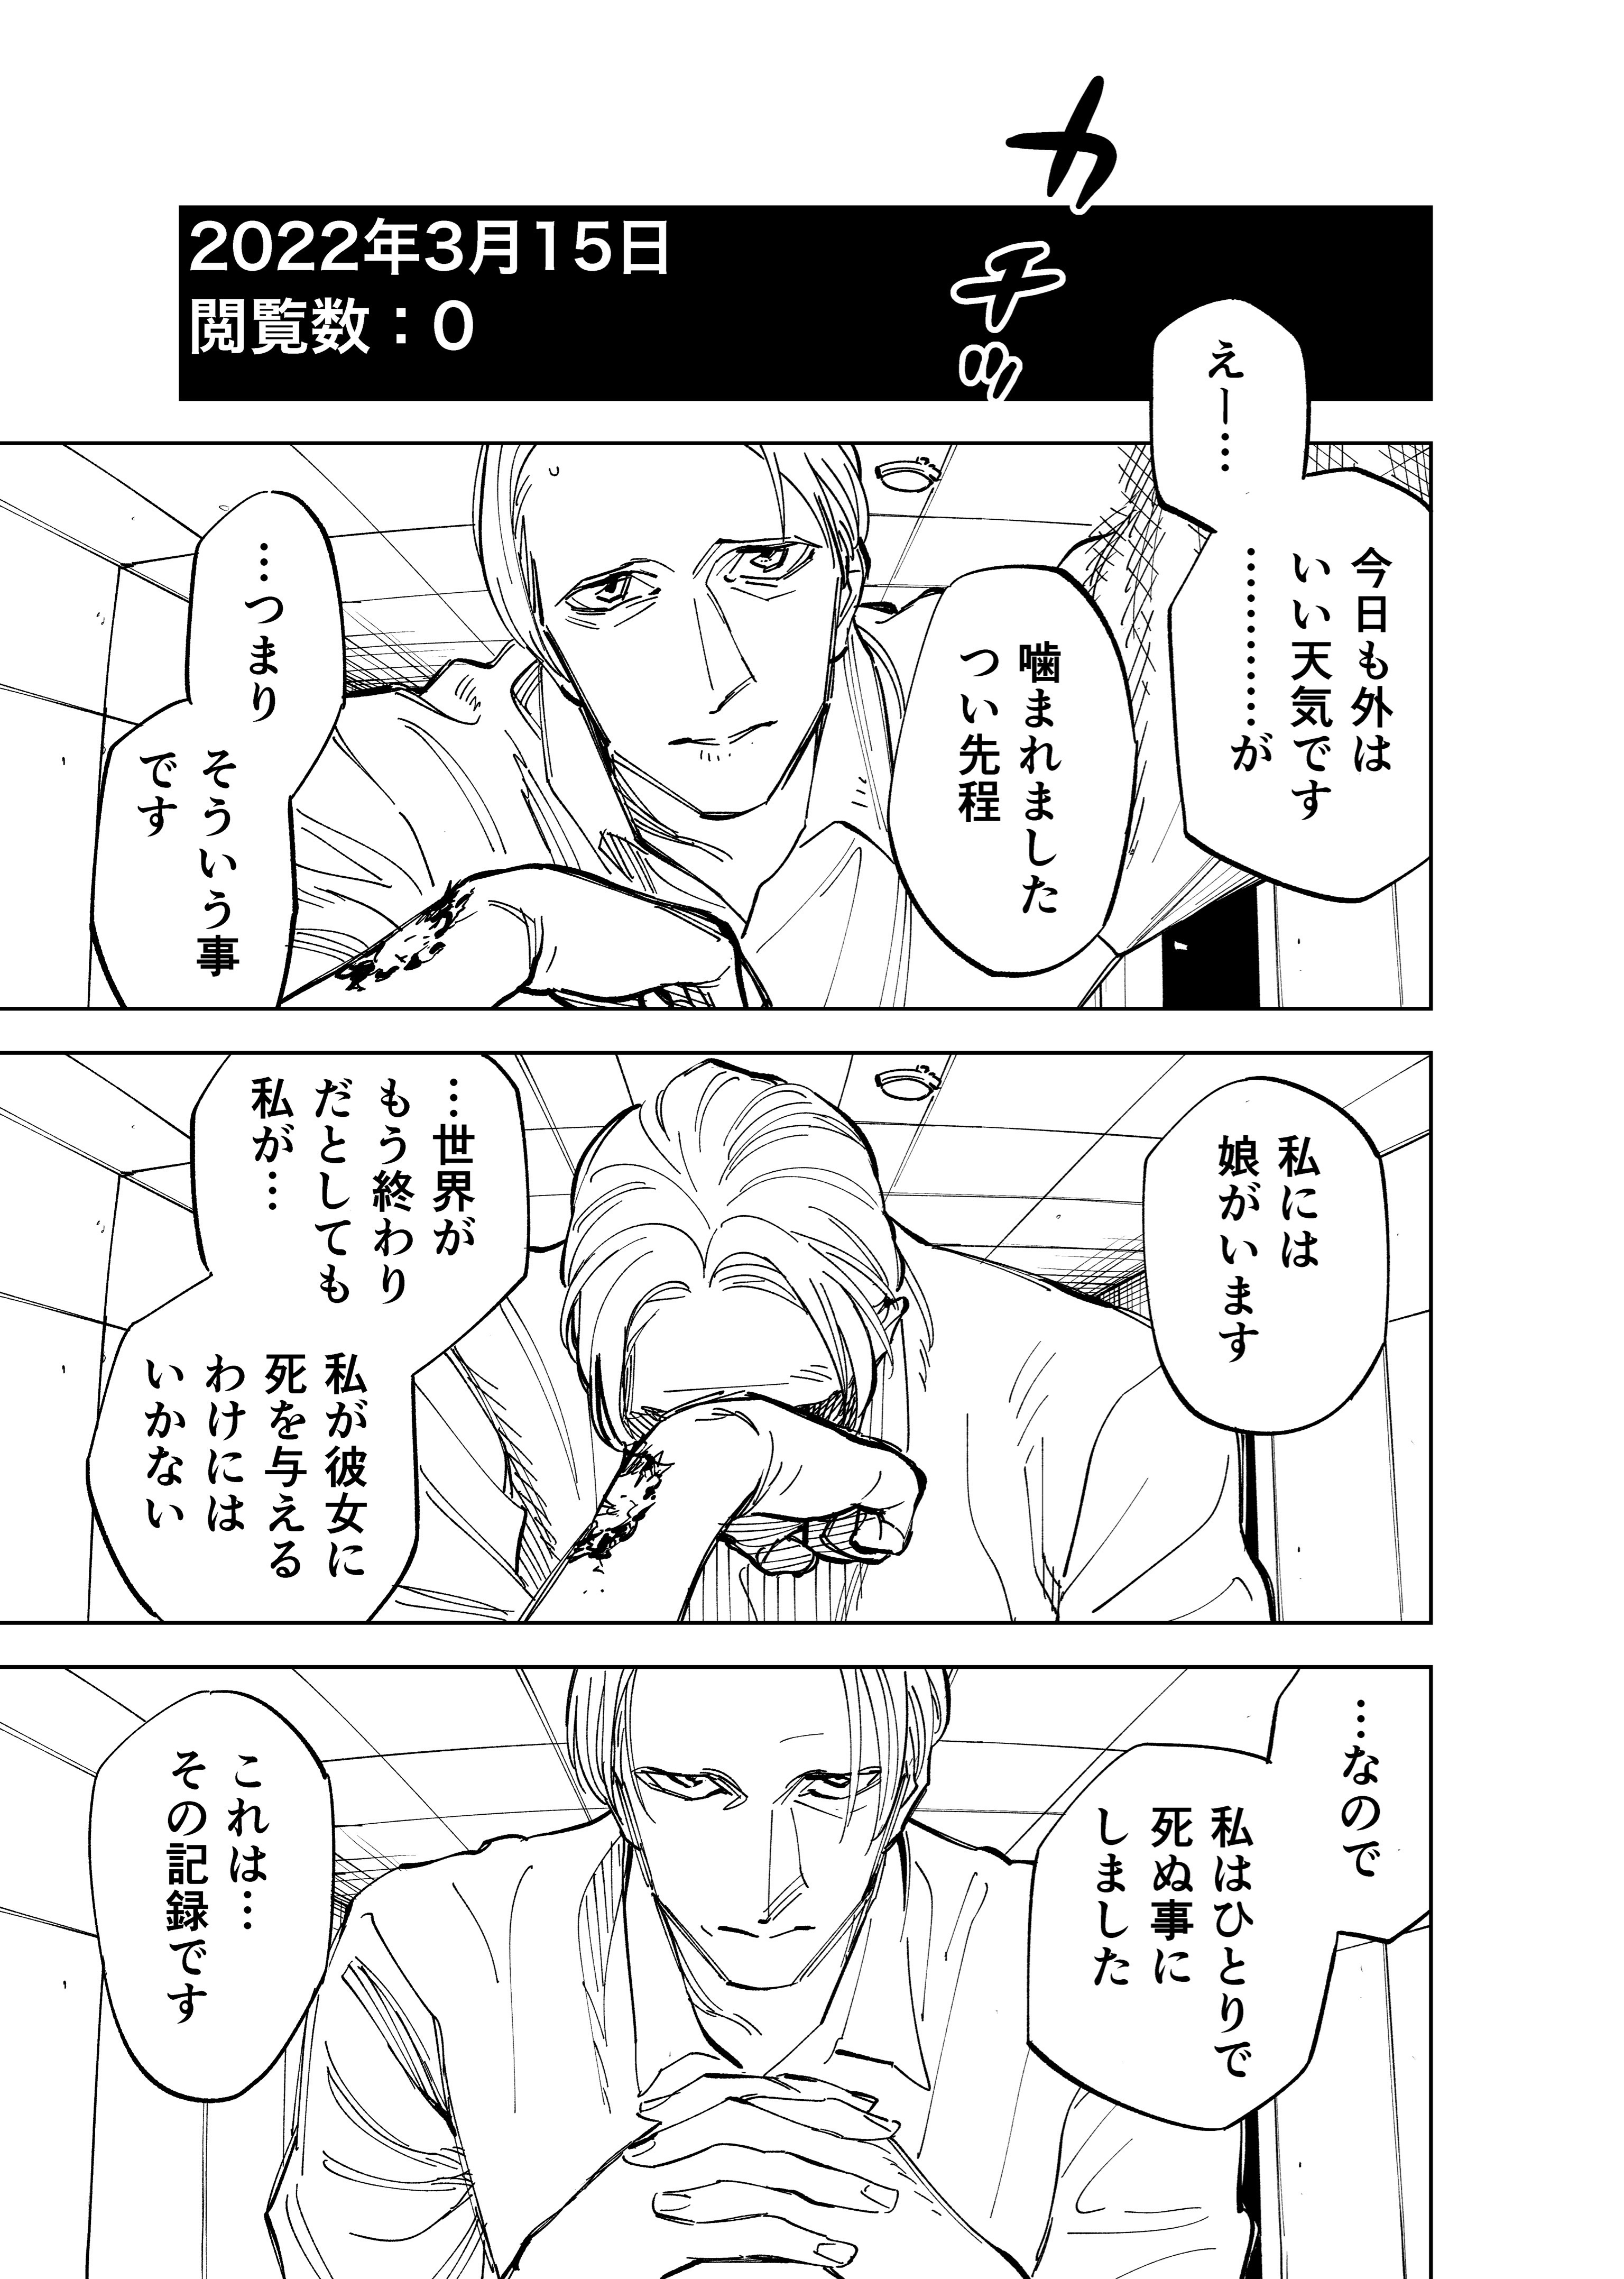 カチッ
2022年3月15日
閲覧数：0
えー…
今日も外は
いい天気です
…………が
噛まれました
つい先程
…つまり
そういう事
です
私には
娘がいます
…世界が
もう終わり
だとしても
私が…
私が彼女に
死を与える
わけには
いかない
…なので
私はひとりで
死ぬ事に
しました
これは…
その記録です